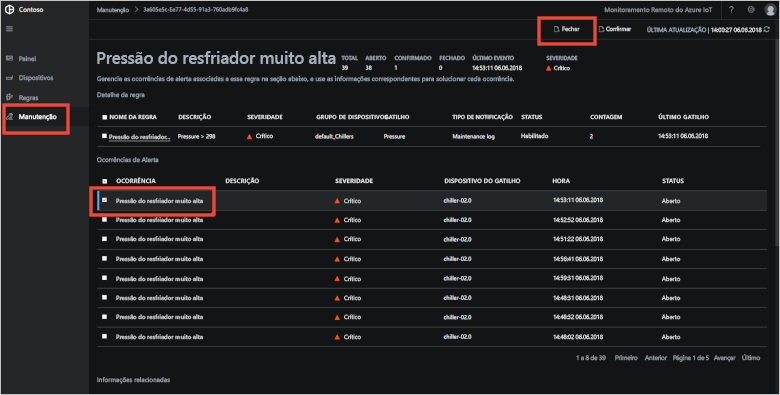 Contoso
Manutenção > 3a605e5c-6e77-4d55-91a3-760adb9fc4a8
Monitoramento Remoto do Azure IoT
?
Fechar
Confirmar
ÚLTIMA ATUALIZAÇÃO | 14:00:27 06.06.2018
Painel
Dispositivos
Regras
Manutenção
Pressão do resfriador muito alta
TOTAL ABERTO CONFIRMADO FECHADO ÚLTIMO EVENTO SEVERIDADE
39 38 1 14:53:11 06.06.2018 Crítico
Gerencie as ocorrências de alerta associadas a essa regra na seção abaixo, e use as informações correspondentes para solucionar cada ocorrência.
Detalhe da regra
NOME DA REGRA DESCRIÇÃO SEVERIDADE GRUPO DE DISPOSITIVOS GATILHO TIPO DE NOTIFICAÇÃO STATUS CONTAGEM ÚLTIMO GATILHO
Pressão do resfriador... Pressure > 298 Crítico default_Chillers Pressure Maintenance log Habilitado 2 14:53:11 06.06.2018
Ocorrências de Alerta
OCORRÊNCIA DESCRIÇÃO SEVERIDADE DISPOSITIVO DO GATILHO HORA STATUS
Pressão do resfriador muito alta Crítico chiller-02.0 14:53:11 06.06.2018 Aberto
Pressão do resfriador muito alta Crítico chiller-02.0 14:52:52 06.06.2018 Aberto
Pressão do resfriador muito alta Crítico chiller-02.0 14:51:22 06.06.2018 Aberto
Pressão do resfriador muito alta Crítico chiller-02.0 14:56:41 06.06.2018 Aberto
Pressão do resfriador muito alta Crítico chiller-02.0 14:59:31 06.06.2018 Aberto
Pressão do resfriador muito alta Crítico chiller-02.0 14:48:31 06.06.2018 Aberto
Pressão do resfriador muito alta Crítico chiller-02.0 14:48:32 06.06.2018 Aberto
Pressão do resfriador muito alta Crítico chiller-02.0 14:48:02 06.06.2018 Aberto
1 a 8 de 39 Primeiro Anterior Página 1 de 5 Avançar Último
Informações relacionadas